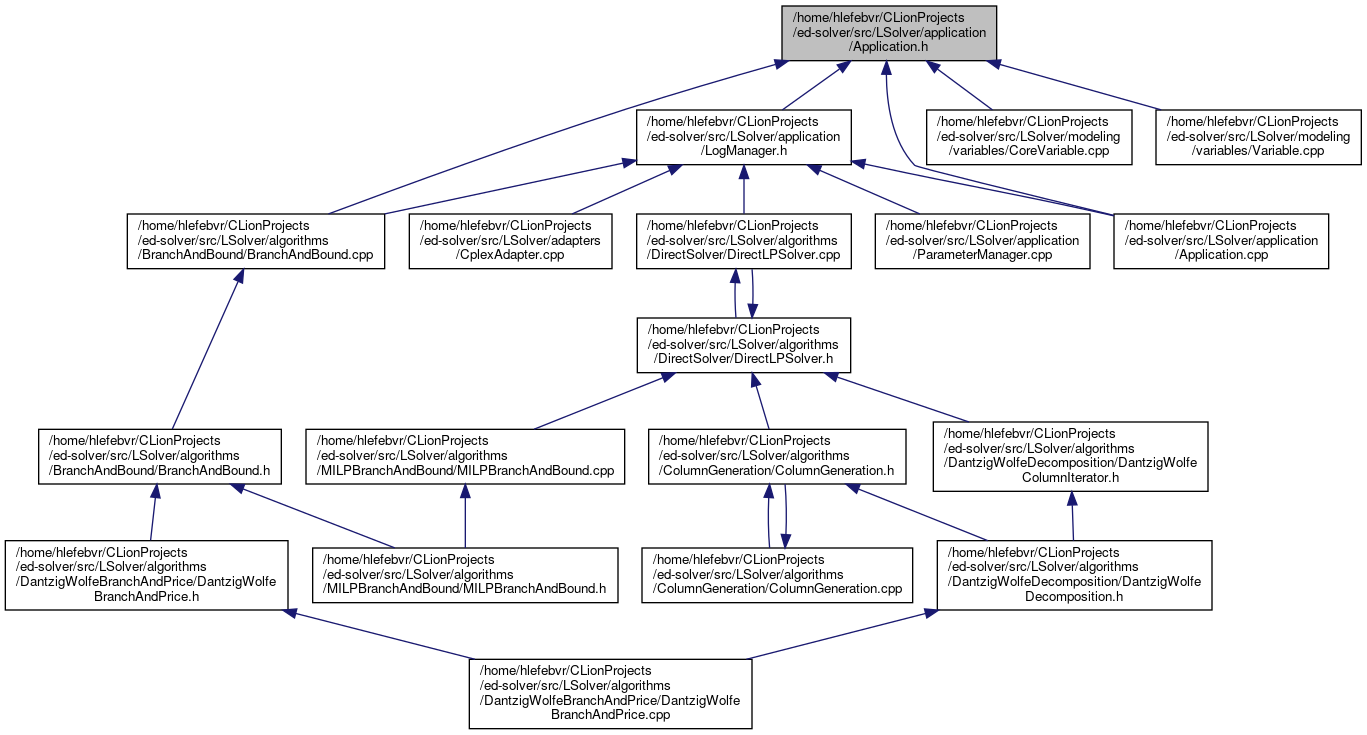 /home/hlefebvr/CLionProjects
/ed-solver/src/LSolver/application
/Application.h
/home/hlefebvr/CLionProjects
/ed-solver/src/LSolver/application
/LogManager.h
/home/hlefebvr/CLionProjects
/ed-solver/src/LSolver/modeling
/variables/CoreVariable.cpp
/home/hlefebvr/CLionProjects
/ed-solver/src/LSolver/modeling
/variables/Variable.cpp
/home/hlefebvr/CLionProjects
/ed-solver/src/LSolver/algorithms
/BranchAndBound/BranchAndBound.cpp
/home/hlefebvr/CLionProjects
/ed-solver/src/LSolver/adapters
/CplexAdapter.cpp
/home/hlefebvr/CLionProjects
/ed-solver/src/LSolver/algorithms
/DirectSolver/DirectLPSolver.cpp
/home/hlefebvr/CLionProjects
/ed-solver/src/LSolver/application
/ParameterManager.cpp
/home/hlefebvr/CLionProjects
/ed-solver/src/LSolver/application
/Application.cpp
/home/hlefebvr/CLionProjects
/ed-solver/src/LSolver/algorithms
/DirectSolver/DirectLPSolver.h
/home/hlefebvr/CLionProjects
/ed-solver/src/LSolver/algorithms
/BranchAndBound/BranchAndBound.h
/home/hlefebvr/CLionProjects
/ed-solver/src/LSolver/algorithms
/MILPBranchAndBound/MILPBranchAndBound.cpp
/home/hlefebvr/CLionProjects
/ed-solver/src/LSolver/algorithms
/ColumnGeneration/ColumnGeneration.h
/home/hlefebvr/CLionProjects
/ed-solver/src/LSolver/algorithms
/DantzigWolfeDecomposition/DantzigWolfe
ColumnIterator.h
/home/hlefebvr/CLionProjects
/ed-solver/src/LSolver/algorithms
/DantzigWolfeBranchAndPrice/DantzigWolfe
BranchAndPrice.h
/home/hlefebvr/CLionProjects
/ed-solver/src/LSolver/algorithms
/MILPBranchAndBound/MILPBranchAndBound.h
/home/hlefebvr/CLionProjects
/ed-solver/src/LSolver/algorithms
/ColumnGeneration/ColumnGeneration.cpp
/home/hlefebvr/CLionProjects
/ed-solver/src/LSolver/algorithms
/DantzigWolfeDecomposition/DantzigWolfe
Decomposition.h
/home/hlefebvr/CLionProjects
/ed-solver/src/LSolver/algorithms
/DantzigWolfeBranchAndPrice/DantzigWolfe
BranchAndPrice.cpp